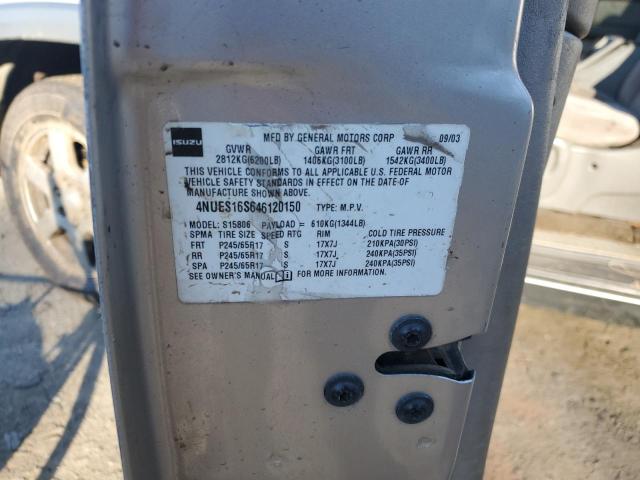 ISUZU MFD BY GENERAL MOTORS CORP 09/03
GVWR GAWR FRT GAWR RR
2812KG(6200LB) 1406KG(3100LB) 1542KG(3400LB)
THIS VEHICLE CONFORMS TO ALL APPLICABLE U.S. FEDERAL MOTOR
VEHICLE SAFETY STANDARDS IN EFFECT ON THE DATE OF
MANUFACTURE SHOWN ABOVE.
4NUES16S646120150 TYPE: M.P.V.
MODEL: S15806 PAYLOAD = 610KG(1344LB)
SPMA TIRE SIZE SPEED RTG RIM COLD TIRE PRESSURE
FRT P245/65R17 S 17X7J 210KPA(30PSI)
RR P245/65R17 S 17X7J 240KPA(35PSI)
SPA P245/65R17 S 17X7J 240KPA(35PSI)
SEE OWNER'S MANUAL FOR MORE INFORMATION.